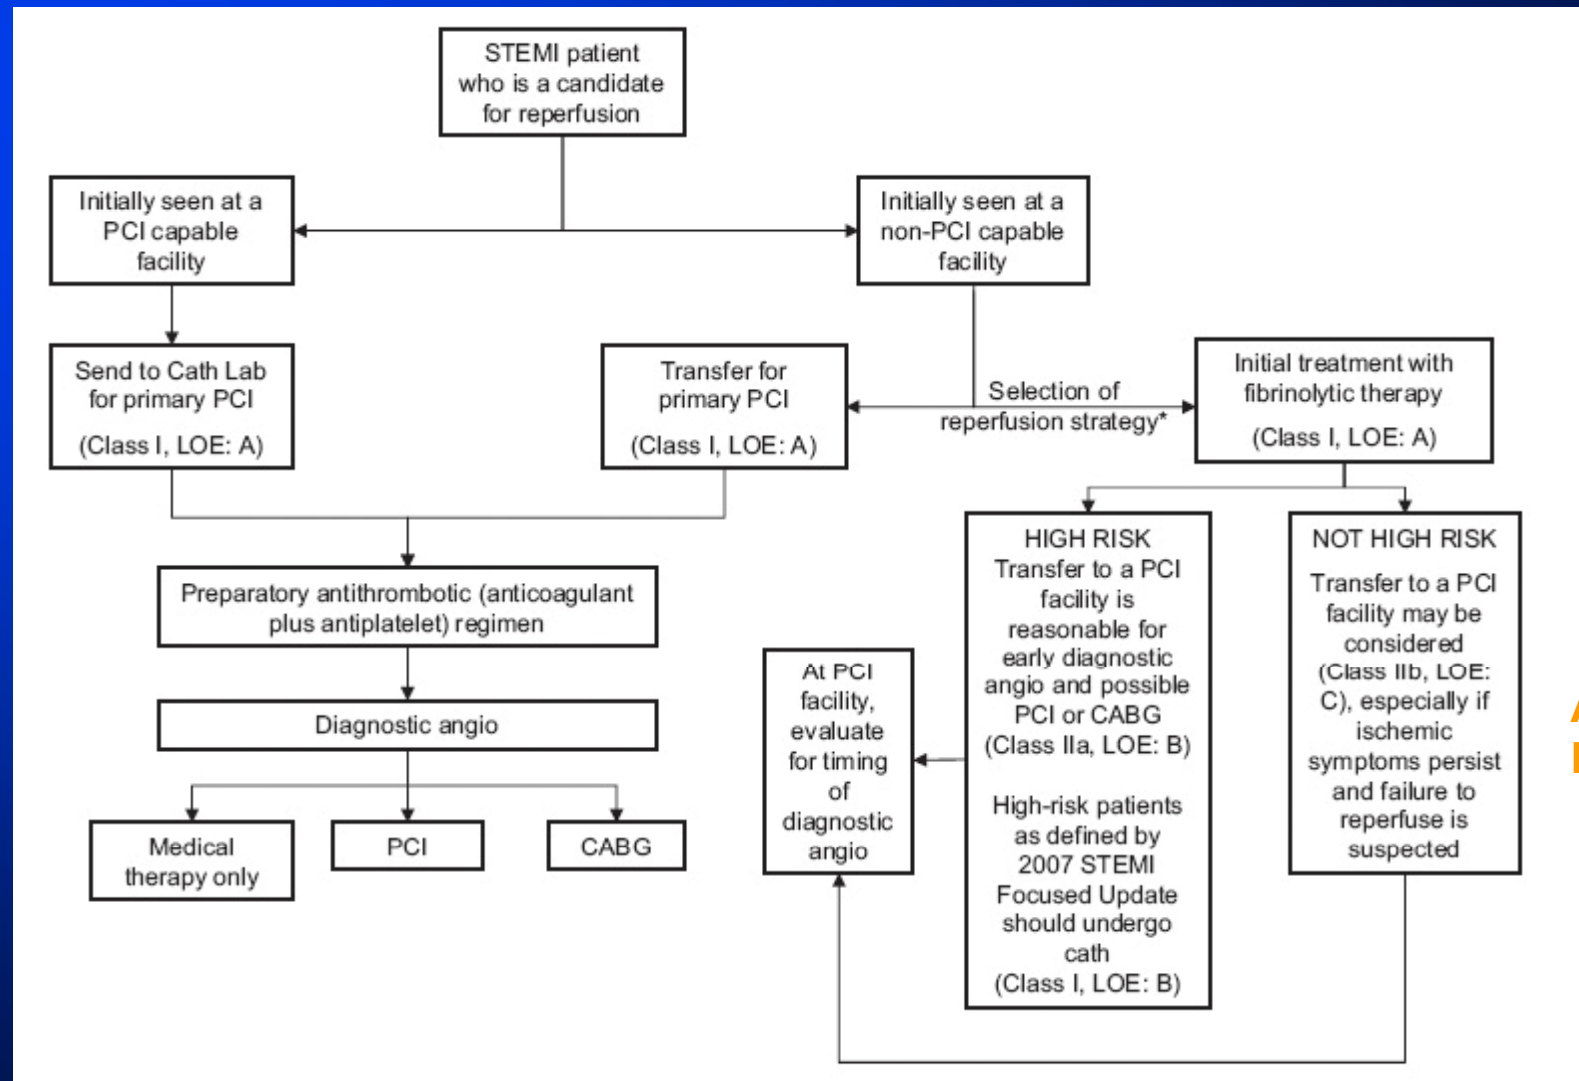 STEMI patient
who is a candidate
for reperfusion
Initially seen at a
PCI capable
facility
Initially seen at a
non-PCI capable
facility
Send to Cath Lab
for primary PCI
(Class I, LOE: A)
Transfer for
primary PCI
(Class I, LOE: A)
Selection of
reperfusion strategy*
Initial treatment with
fibrinolytic therapy
(Class I, LOE: A)
Preparatory antithrombotic (anticoagulant
plus antiplatelet) regimen
Diagnostic angio
Medical
therapy only
PCI
CABG
At PCI
facility,
evaluate
for timing
of
diagnostic
angio
HIGH RISK
Transfer to a PCI
facility is
reasonable for
early diagnostic
angio and possible
PCI or CABG
(Class IIa, LOE: B)
High-risk patients
as defined by
2007 STEMI
Focused Update
should undergo
cath
(Class I, LOE: B)
NOT HIGH RISK
Transfer to a PCI
facility may be
considered
(Class IIb, LOE:
C), especially if
ischemic
symptoms persist
and failure to
reperfuse is
suspected